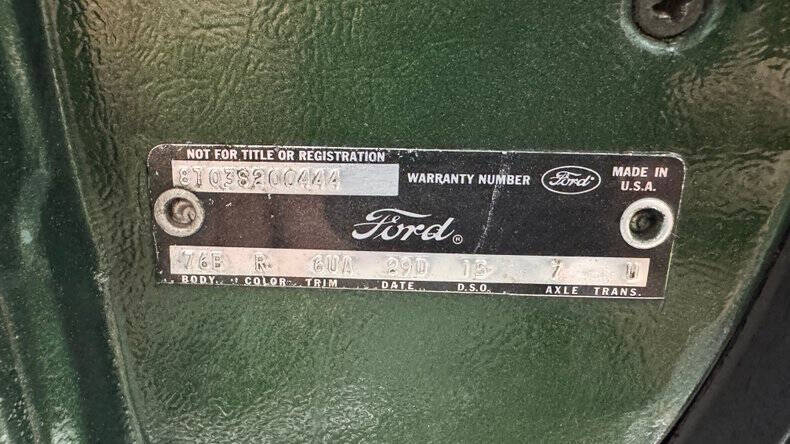 NOT FOR TITLE OR REGISTRATION
8T03S200444
WARRANTY NUMBER
Ford
MADE IN
U.S.A.
Ford®
76B R 6UA 29D 15 7 U
BODY COLOR TRIM DATE D.S.O. AXLE TRANS.